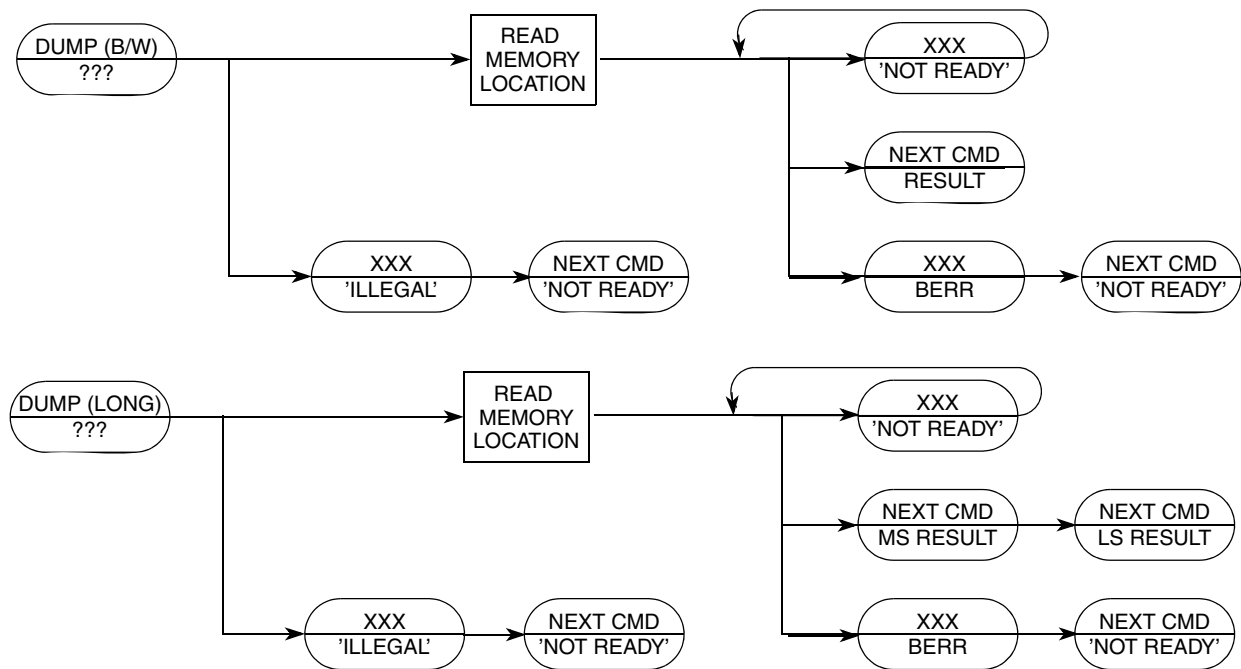 DUMP (B/W)
???
READ
MEMORY
LOCATION
XXX
'NOT READY'
NEXT CMD
RESULT
XXX
'ILLEGAL'
NEXT CMD
'NOT READY'
XXX
BERR
NEXT CMD
'NOT READY'
DUMP (LONG)
???
READ
MEMORY
LOCATION
XXX
'NOT READY'
NEXT CMD
MS RESULT
NEXT CMD
LS RESULT
XXX
'ILLEGAL'
NEXT CMD
'NOT READY'
XXX
BERR
NEXT CMD
'NOT READY'